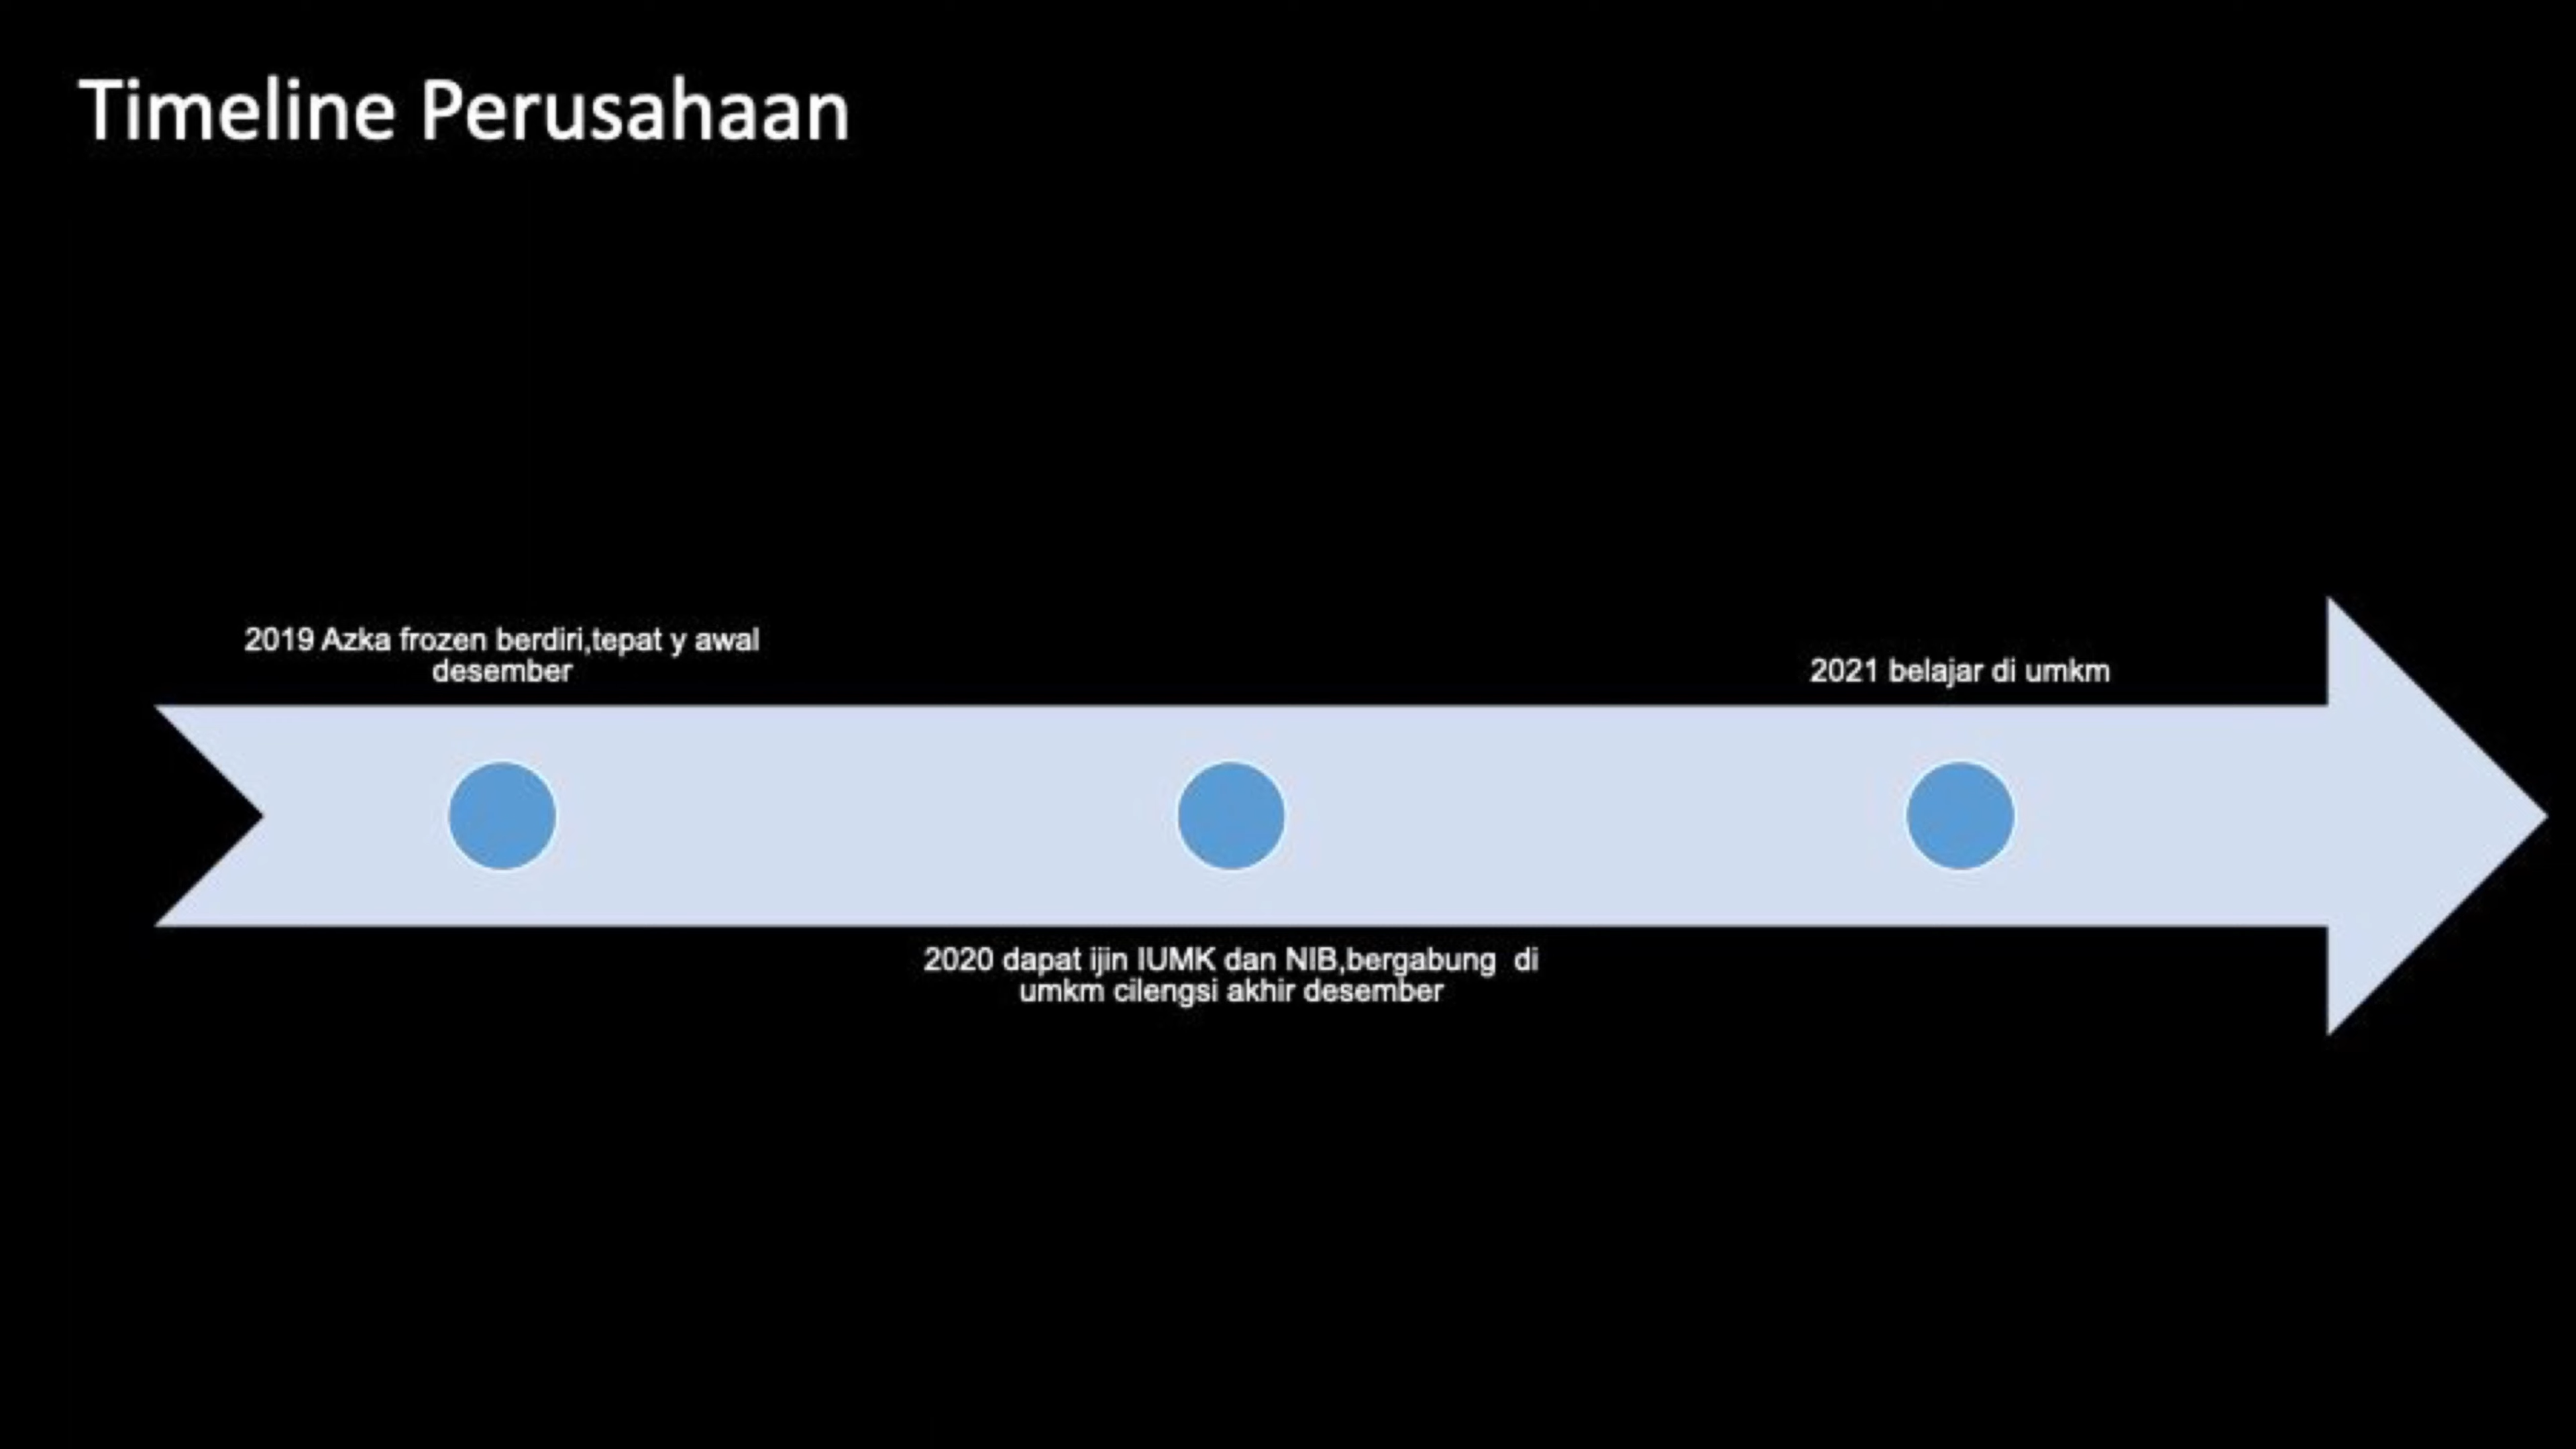 Timeline Perusahaan
2019 Azka frozen berdiri,tepat y awal
desember
2020 dapat ijin IUMK dan NIB,bergabung  di
umkm cilengsi akhir desember
2021 belajar di umkm